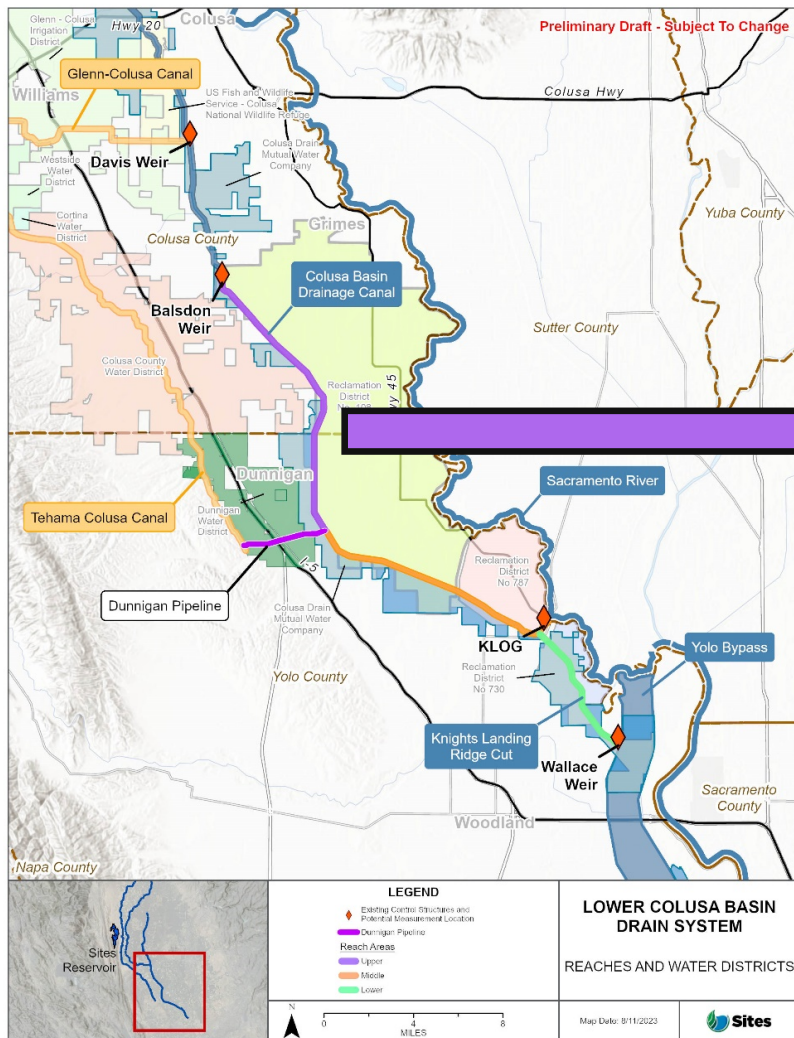 Glenn - Colusa
Irrigation
District
Hwy 20
Colusa
Preliminary Draft - Subject To Change
Glenn-Colusa Canal
Williams
US Fish and Wildlife
Service - Colusa
National Wildlife Refuge
Colusa Hwy
Davis Weir
Colusa Drain
Mutual Water
Company
Westside
Water
District
Cortina
Water
District
Yuba County
Grimes
Colusa County
Colusa Basin
Drainage Canal
Balsdon
Weir
Sutter County
Colusa County
Water District
Reclamation
District
45
Dunnigan
Sacramento River
Tehama Colusa Canal
Dunnigan
Water
District
I-5
Reclamation
District
No 787
Dunnigan Pipeline
Colusa Drain
Mutual Water
Company
KLOG
Yolo Bypass
Yolo County
Reclamation
District
No 730
Knights Landing
Ridge Cut
Wallace
Weir
Sacramento
County
Woodland
Napa County
Sites
Reservoir
LEGEND
Existing Control Structures and
Potential Measurement Location
Dunnigan Pipeline
Reach Areas
Upper
Middle
Lower
N
0 4 8
MILES
LOWER COLUSA BASIN
DRAIN SYSTEM
REACHES AND WATER DISTRICTS
Map Date: 8/11/2023
Sites